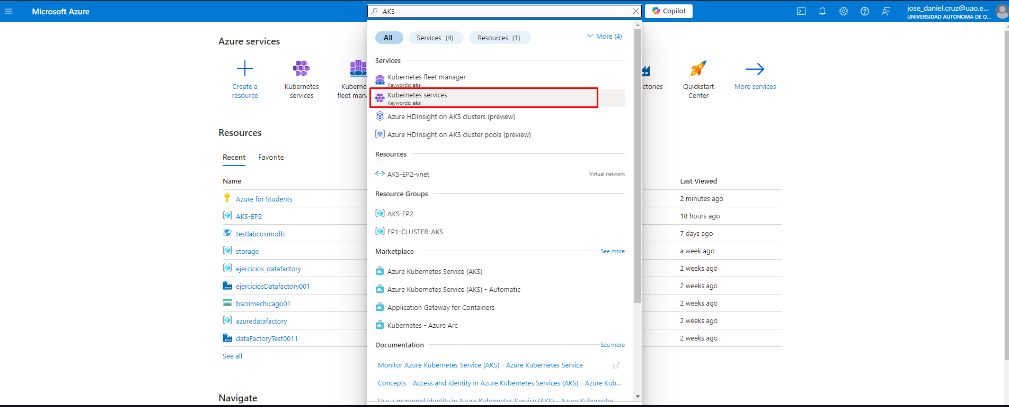 Microsoft Azure
AKS
Copilot
jose_daniel.cruz@uao.e...
UNIVERSIDAD AUTONOMA DE O...
All
Services (4)
Resources (1)
More (4)
Azure services
Create a resource
Kubernetes services
Kuberne
fleet mana
ctories
Quickstart Center
More services
Services
Kubernetes fleet manager
Keywords: aks
Kubernetes services
Keywords: aks
Azure HDInsight on AKS clusters (preview)
Azure HDInsight on AKS cluster pools (preview)
Resources
AKS-EP2-vnet
Virtual network
Resource Groups
AKS-EP2
EP1-CLUSTER-AKS
Marketplace
See more
Azure Kubernetes Service (AKS)
Azure Kubernetes Service (AKS) - Automatic
Application Gateway for Containers
Kubernetes - Azure Arc
Documentation
See more
Monitor Azure Kubernetes Service (AKS) - Azure Kubernetes Service
Concepts - Access and identity in Azure Kubernetes Services (AKS) - Azure Kub...
Resources
Recent
Favorite
Name
Last Viewed
Azure for Students
2 minutes ago
AKS-EP2
18 hours ago
testlabcosmodb
7 days ago
storage
a week ago
ejercicios_datafactory
2 weeks ago
ejerciciosDatafactory001
2 weeks ago
bscrimechicago01
2 weeks ago
azuredatafactory
2 weeks ago
dataFactoryTest0011
2 weeks ago
See all
Navigate